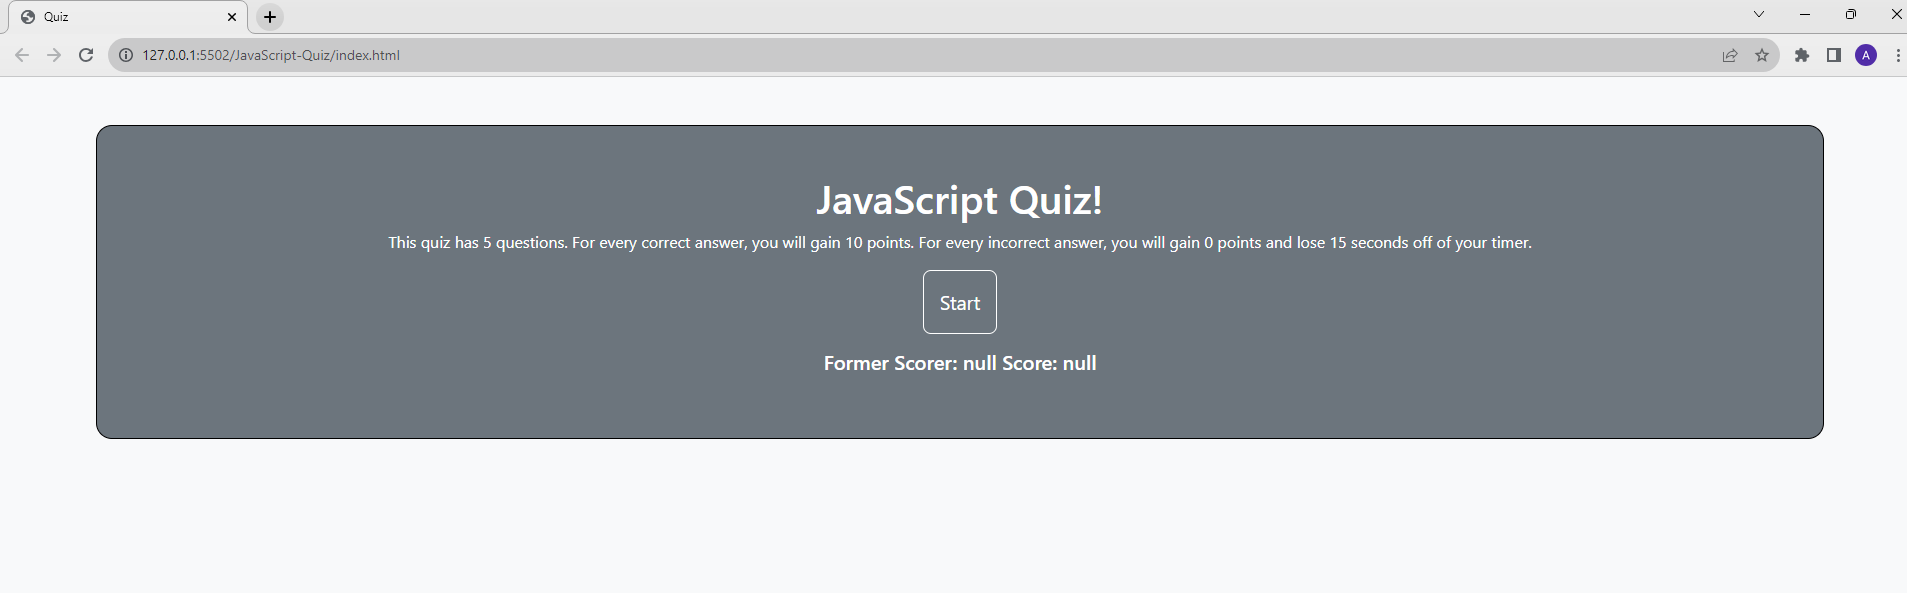 Quiz
127.0.0.1:5502/JavaScript-Quiz/index.html
A
JavaScript Quiz!
This quiz has 5 questions. For every correct answer, you will gain 10 points. For every incorrect answer, you will gain 0 points and lose 15 seconds off of your timer.
Start
Former Scorer: null Score: null